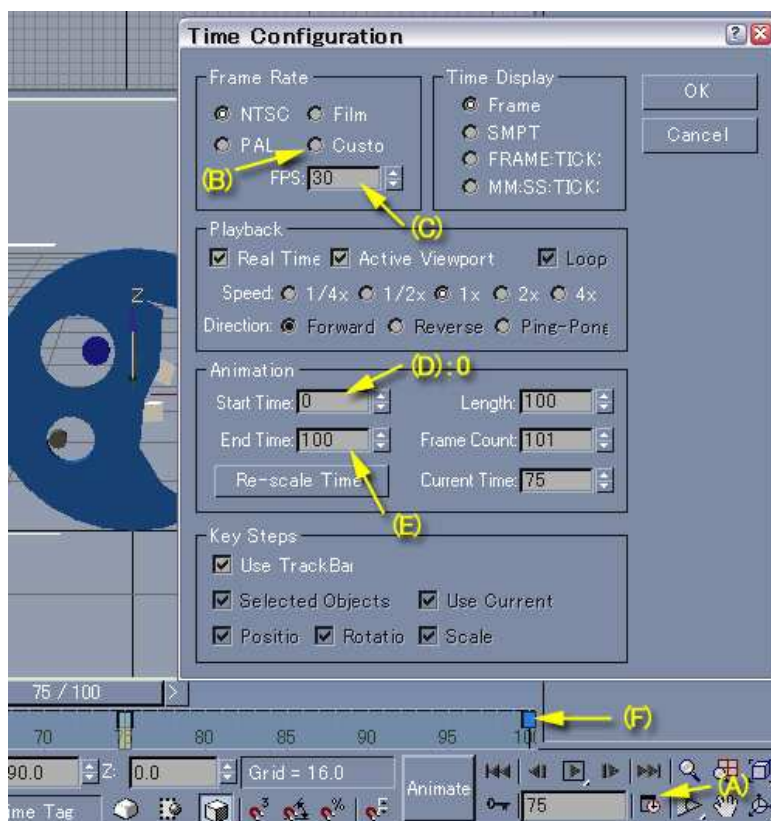 Time Configuration
Frame Rate
Time Display
NTSC Film
PAL Custo
(B)
FPS: 30
(C)
Frame
SMPT
FRAME:TICK:
MM:SS:TICK:
OK
Cancel
Playback
Real Time Active Viewport Loop
Speed: 1/4x 1/2x 1x 2x 4x
Direction: Forward Reverse Ping-Pong
Z
Animation
(D):0
Start Time: 0 Length: 100
End Time: 100 Frame Count: 101
Re-scale Time Current Time: 75
(E)
Key Steps
Use TrackBar
Selected Objects Use Current
Positio Rotatio Scale
75 / 100 >
(F)
70 75 80 85 90 95 100
90.0 Z: 0.0 Grid = 16.0
Animate
(A)
ime Tag 3 % 75